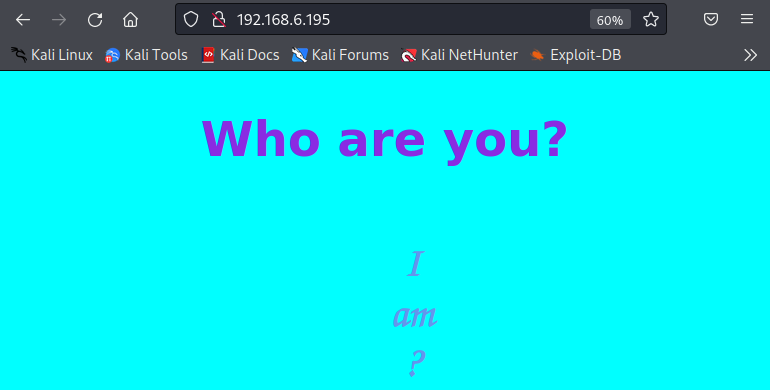 192.168.6.195
60%
Kali Linux Kali Tools Kali Docs Kali Forums Kali NetHunter Exploit-DB
Who are you?
I
am
?